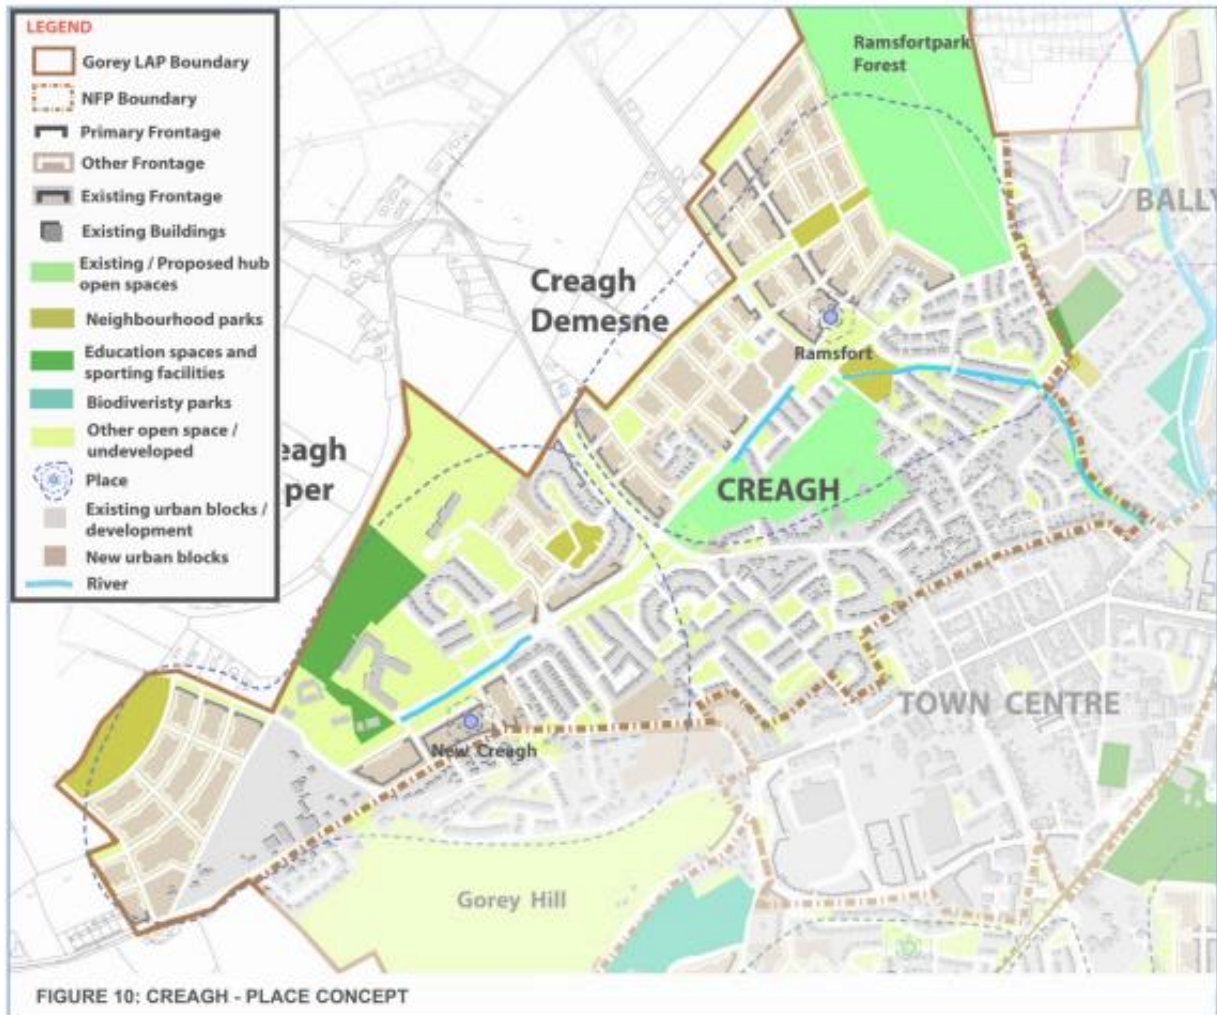 LEGEND
Gorey LAP Boundary
NFP Boundary
Primary Frontage
Other Frontage
Existing Frontage
Existing Buildings
Existing / Proposed hub
open spaces
Neighbourhood parks
Education spaces and
sporting facilities
Biodiveristy parks
Other open space /
undeveloped
Place
Existing urban blocks /
development
New urban blocks
River
Ramsfortpark
Forest
BALLY
Creagh
Demesne
Ramsfort
eagh
per
CREAGH
TOWN CENTRE
New Creagh
Gorey Hill
FIGURE 10: CREAGH - PLACE CONCEPT